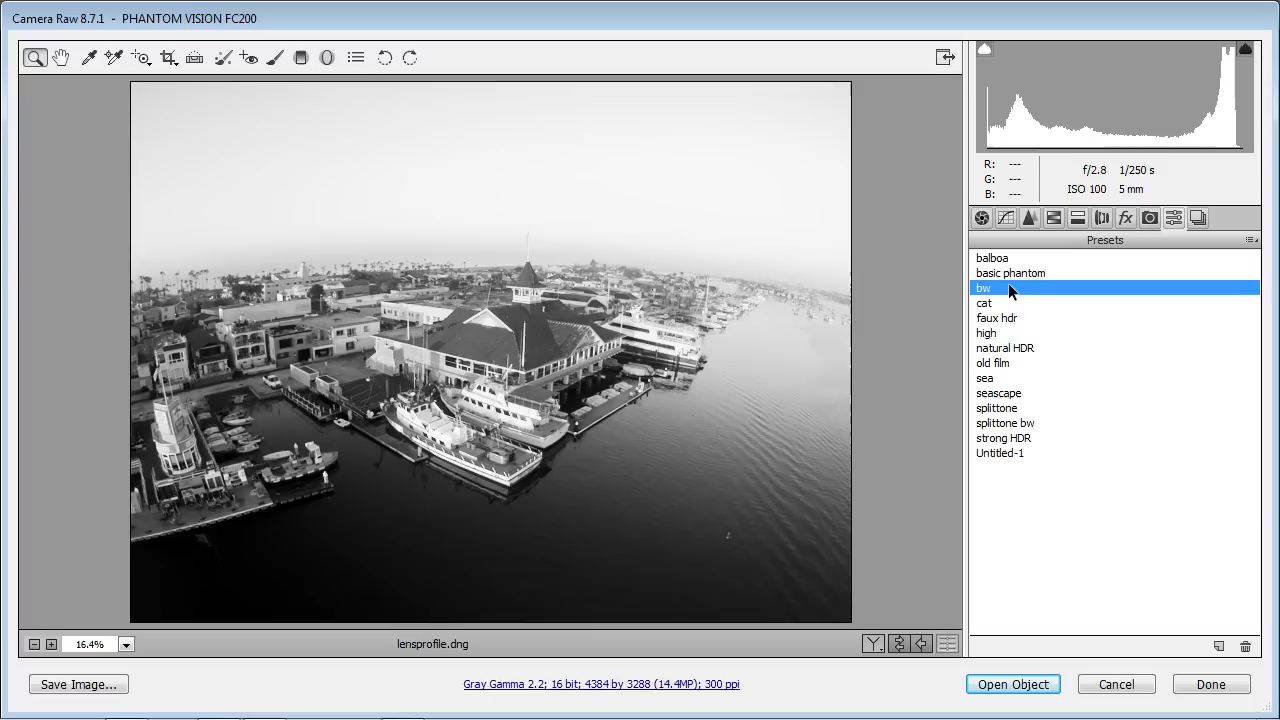 Camera Raw 8.7.1 - PHANTOM VISION FC200
R: ---
G: ---
B: ---
f/2.8 1/250 s
ISO 100 5 mm
fx
Presets
balboa
basic phantom
bw
cat
faux hdr
high
natural HDR
old film
sea
seascape
splittone
splittone bw
strong HDR
Untitled-1
16.4%
lensprofile.dng
Y
Save Image...
Gray Gamma 2.2; 16 bit; 4384 by 3288 (14.4MP); 300 ppi
Open Object
Cancel
Done